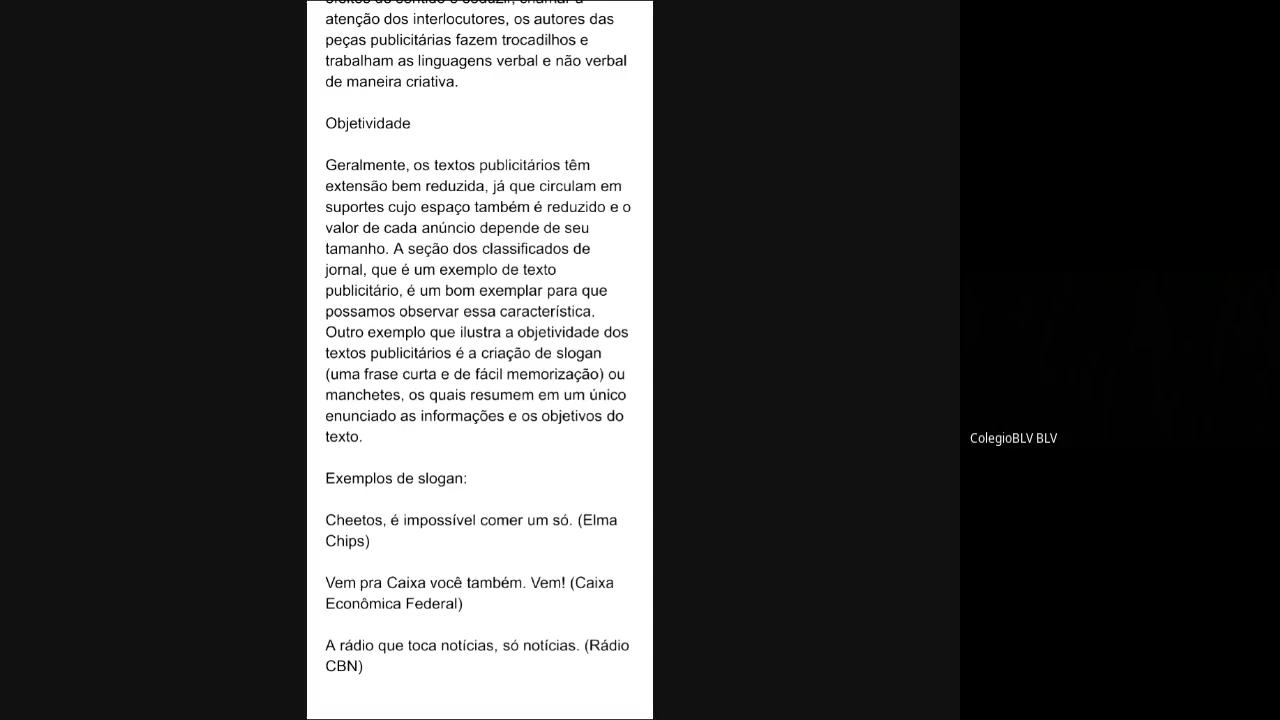 efeitos de sentido e seduzir, chamar a
atenção dos interlocutores, os autores das
peças publicitárias fazem trocadilhos e
trabalham as linguagens verbal e não verbal
de maneira criativa.
Objetividade
Geralmente, os textos publicitários têm
extensão bem reduzida, já que circulam em
suportes cujo espaço também é reduzido e o
valor de cada anúncio depende de seu
tamanho. A seção dos classificados de
jornal, que é um exemplo de texto
publicitário, é um bom exemplar para que
possamos observar essa característica.
Outro exemplo que ilustra a objetividade dos
textos publicitários é a criação de slogan
(uma frase curta e de fácil memorização) ou
manchetes, os quais resumem em um único
enunciado as informações e os objetivos do
texto.
Exemplos de slogan:
Cheetos, é impossível comer um só. (Elma
Chips)
Vem pra Caixa você também. Vem! (Caixa
Econômica Federal)
A rádio que toca notícias, só notícias. (Rádio
CBN)
ColegioBLV BLV